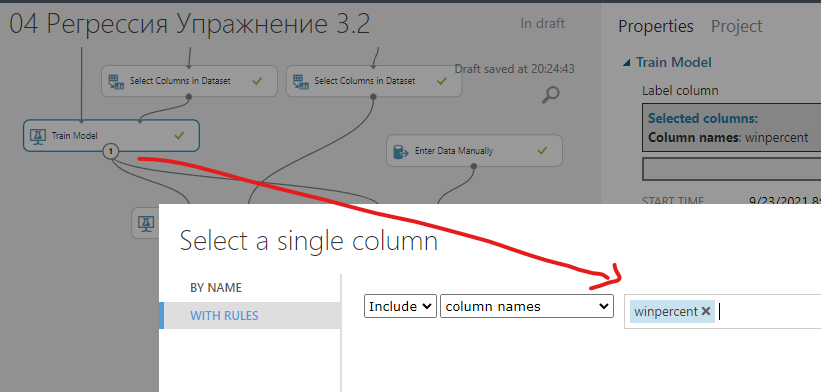 04 Регрессия Упражнение 3.2
In draft
Properties
Project
Train Model
Select Columns in Dataset
Select Columns in Dataset
Draft saved at 20:24:43
Label column
Selected columns:
Column names: winpercent
Train Model
1
Enter Data Manually
START TIME
9/23/2021
Select a single column
BY NAME
WITH RULES
Include
column names
winpercent